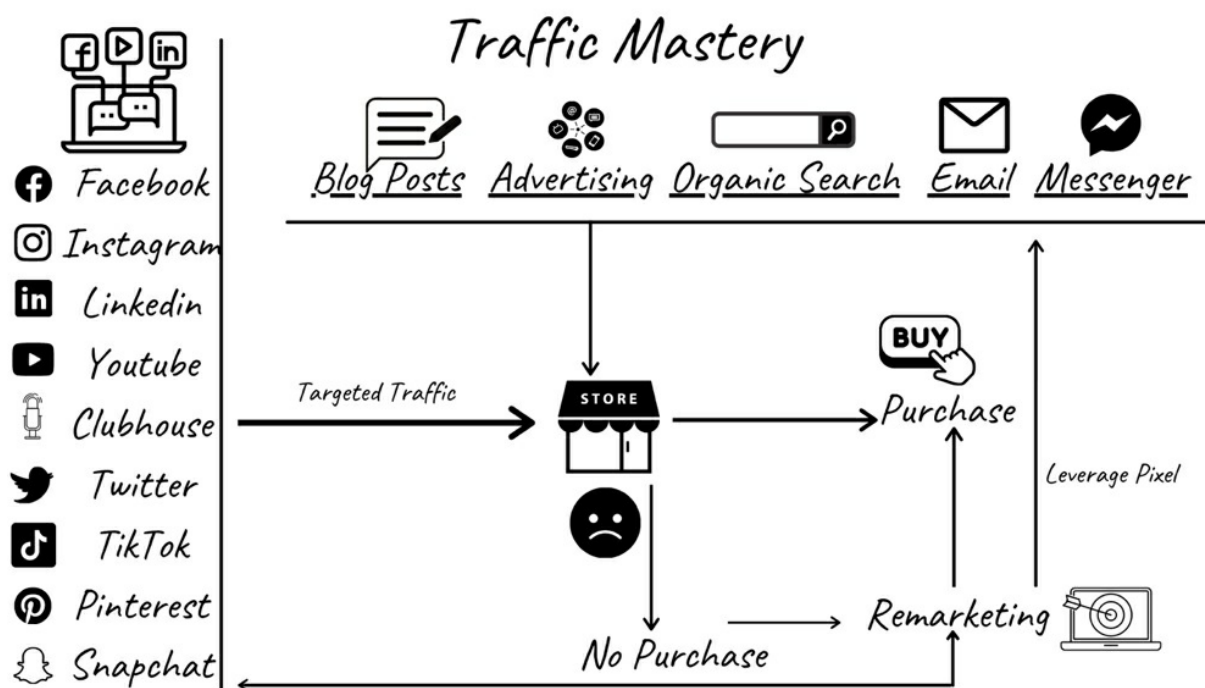 Traffic Mastery
Blog Posts Advertising Organic Search Email Messenger
Facebook
Instagram
Linkedin
Youtube
Clubhouse
Twitter
TikTok
Pinterest
Snapchat
Targeted Traffic
STORE
BUY
Purchase
Leverage Pixel
No Purchase
Remarketing